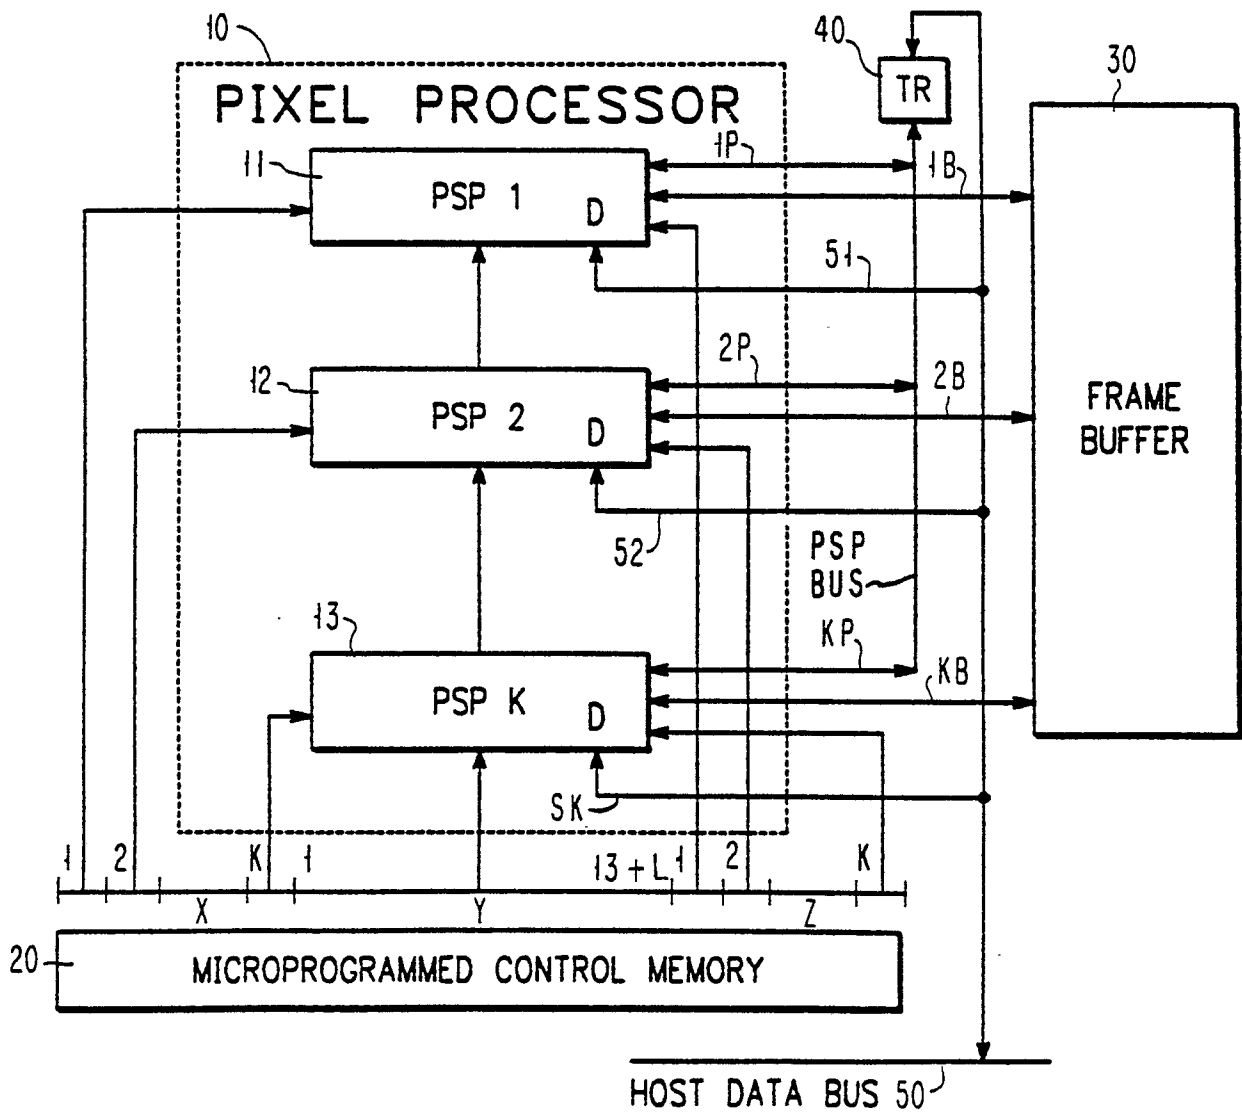 10
40
TR
30
PIXEL PROCESSOR
11
1P
1B
PSP 1
D
51
12
2P
2B
PSP 2
D
FRAME
BUFFER
52
PSP
BUS
13
KP
KB
PSP K
D
SK
1 2 K 1 13+L 1 2 K
X Y Z
20
MICROPROGRAMMED CONTROL MEMORY
HOST DATA BUS 50